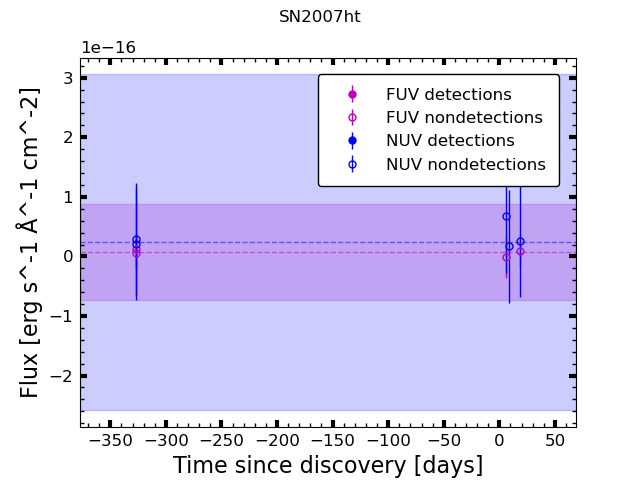 SN2007ht
1e−16
FUV detections
FUV nondetections
NUV detections
NUV nondetections
3
2
1
0
−1
−2
Flux [erg s^-1 Å^-1 cm^-2]
−350 −300 −250 −200 −150 −100 −50 0 50
Time since discovery [days]